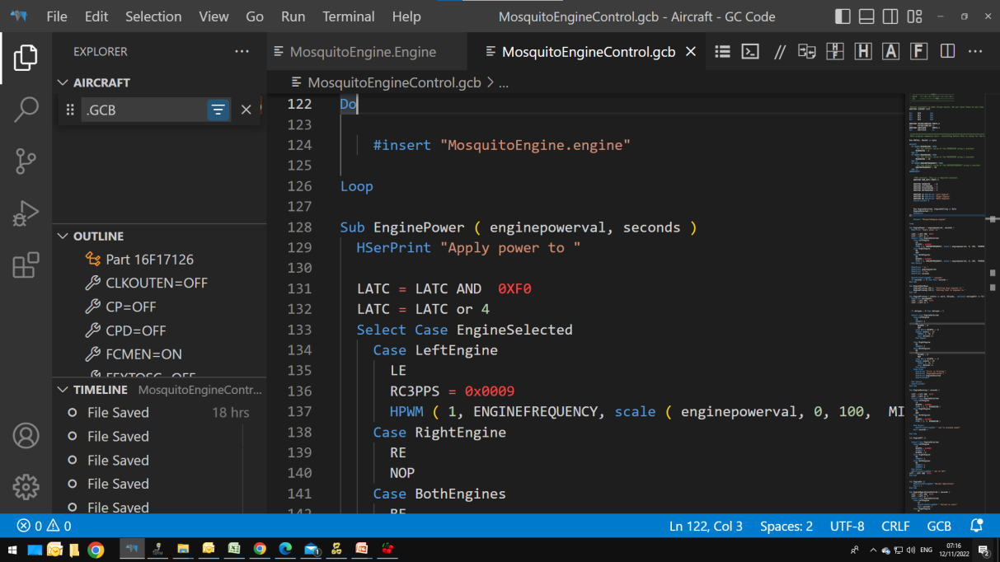 File Edit Selection View Go Run Terminal Help MosquitoEngineControl.gcb - Aircraft - GC Code
EXPLORER
MosquitoEngine.Engine
MosquitoEngineControl.gcb
H
F
H
A
F
AIRCRAFT
.GCB
MosquitoEngineControl.gcb > ...
OUTLINE
Part 16F17126
CLKOUTEN=OFF
CP=OFF
CPD=OFF
FCMEN=ON
FEXTOSC=OFF
TIMELINE MosquitoEngineContr...
File Saved 18 hrs
File Saved
File Saved
File Saved
File Saved
122 Do
123
124 #insert "MosquitoEngine.engine"
125
126 Loop
127
128 Sub EnginePower ( enginepowerval, seconds )
129 HSerPrint "Apply power to "
130
131 LATC = LATC AND 0XF0
132 LATC = LATC or 4
133 Select Case EngineSelected
134 Case LeftEngine
135 LE
136 RC3PPS = 0x0009
137 HPWM ( 1, ENGINEFREQUENCY, scale ( enginepowerval, 0, 100, MI
138 Case RightEngine
139 RE
140 NOP
141 Case BothEngines
142 BE
0 0
Ln 122, Col 3 Spaces: 2 UTF-8 CRLF GCB
ENG
07:16
12/11/2022
2